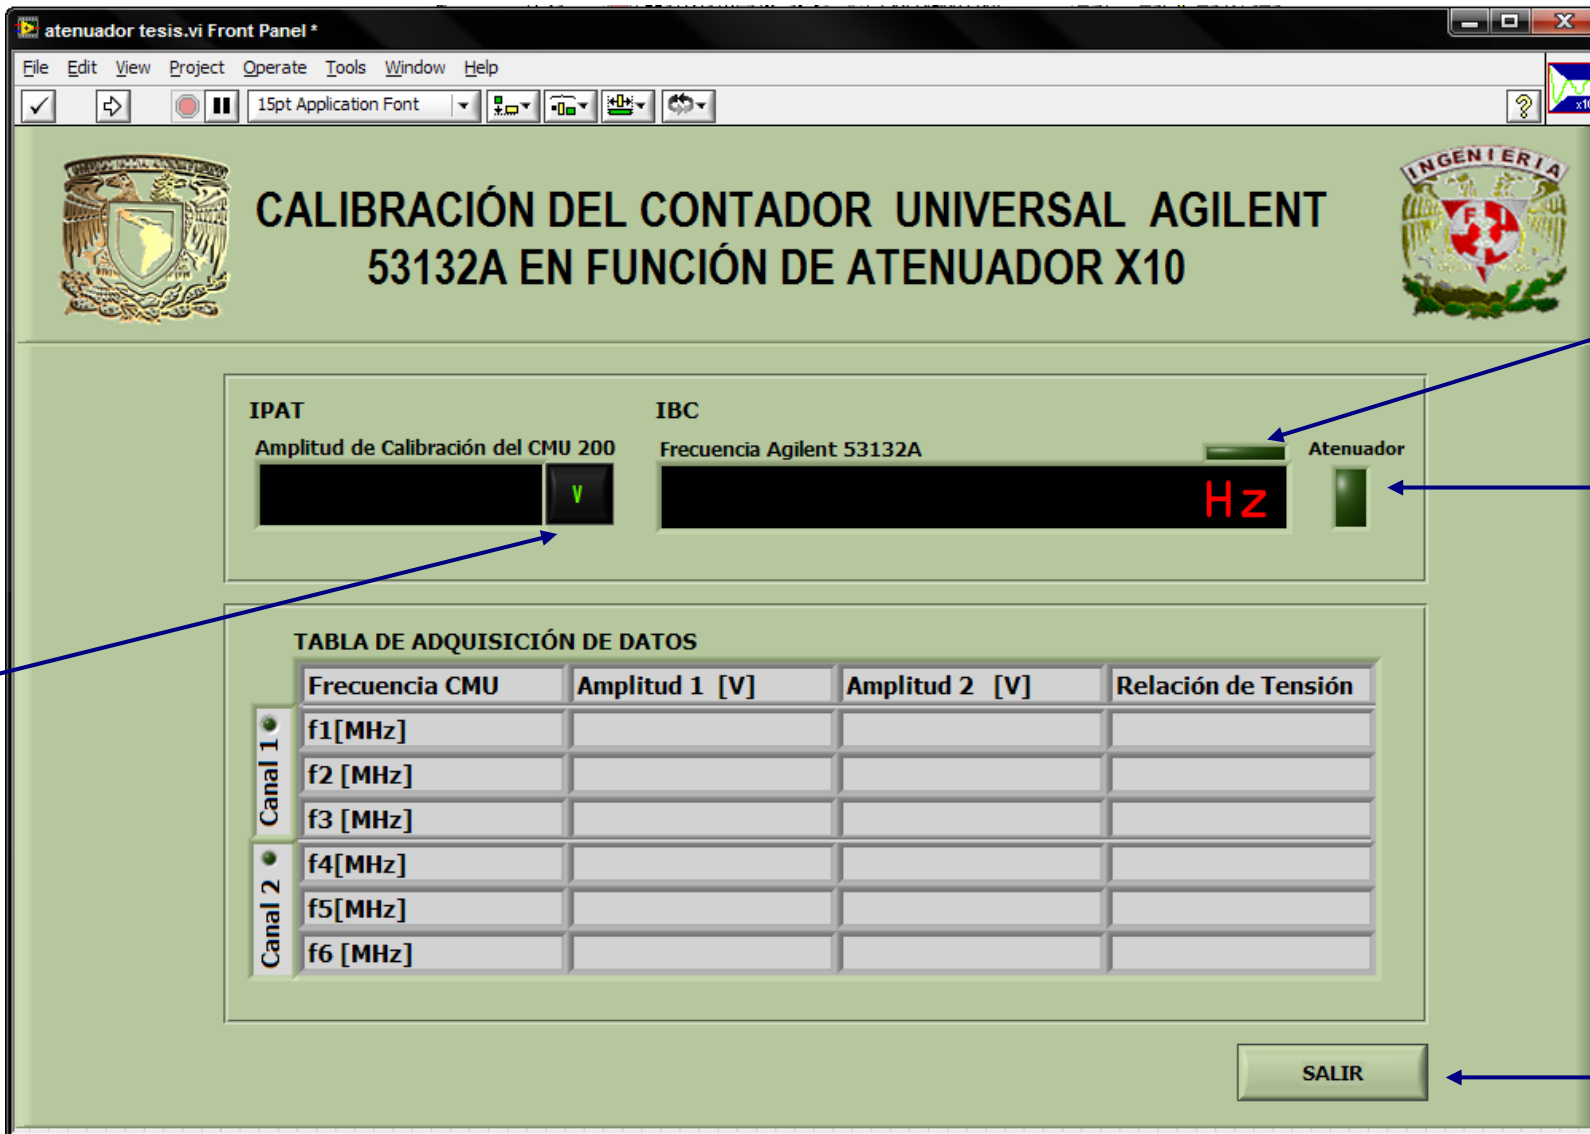 atenuador tesis.vi Front Panel *
File Edit View Project Operate Tools Window Help
15pt Application Font
x10
INGENIERIA
F I
CALIBRACIÓN DEL CONTADOR UNIVERSAL AGILENT
53132A EN FUNCIÓN DE ATENUADOR X10
IPAT
IBC
Amplitud de Calibración del CMU 200
Frecuencia Agilent 53132A
Atenuador
V
Hz
TABLA DE ADQUISICIÓN DE DATOS
Frecuencia CMU Amplitud 1 [V] Amplitud 2 [V] Relación de Tensión
Canal 1
f1[MHz]
f2 [MHz]
f3 [MHz]
Canal 2
f4[MHz]
f5[MHz]
f6 [MHz]
SALIR